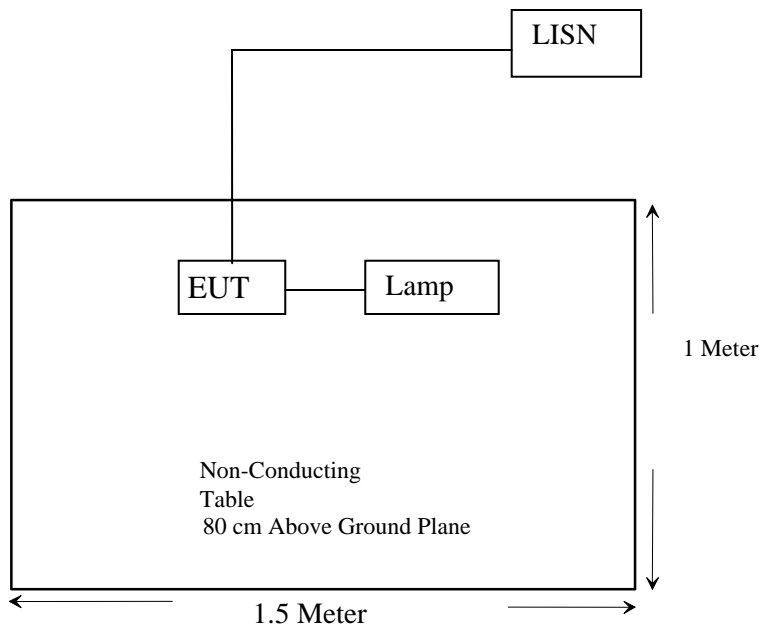 LISN
EUT
Lamp
1 Meter
Non-Conducting
Table
80 cm Above Ground Plane
1.5 Meter